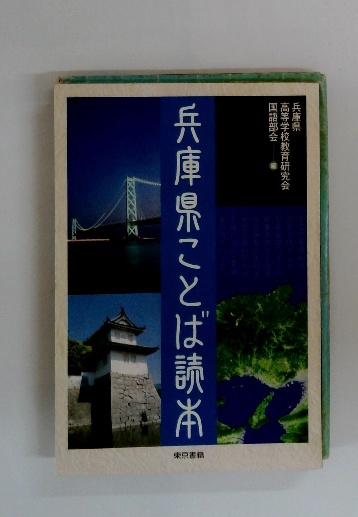 兵庫県
高等学校教育研究会
国語部会 編
兵庫県ことば読本
東京書籍